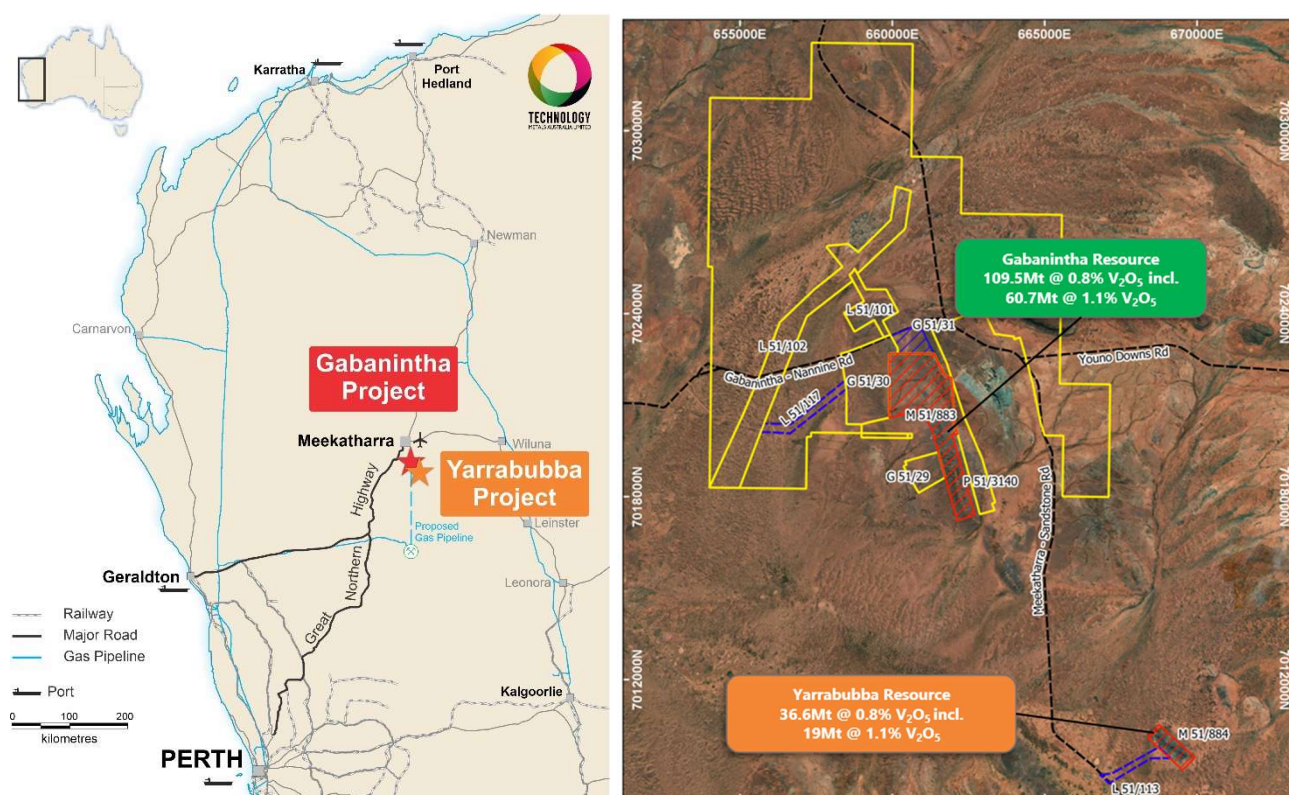 Karratha
Port
Hedland
TECHNOLOGY
METALS AUSTRALIA LIMITED
Newman
Carnarvon
Gabanintha
Project
Meekatharra
Wiluna
Yarrabubba
Project
Highway
Northern
Great
Proposed
Gas Pipeline
Leinster
Geraldton
Leonora
Railway
Major Road
Gas Pipeline
Port
0 100 200
kilometres
Kalgoorlie
PERTH
655000E 660000E 665000E 670000E
7030000N 7030000N
7024000N 7024000N
7018000N 7018000N
7012000N 7012000N
Gabanintha Resource
109.5Mt @ 0.8% V₂O₅ incl.
60.7Mt @ 1.1% V₂O₅
L 51/101
G 51/31
L 51/102
Gabanintha - Nannine Rd
Youno Downs Rd
G 51/30
L 51/117
M 51/883
G 51/29
P 51/3140
Meekatharra - Sandstone Rd
Yarrabubba Resource
36.6Mt @ 0.8% V₂O₅ incl.
19Mt @ 1.1% V₂O₅
M 51/884
L 51/113